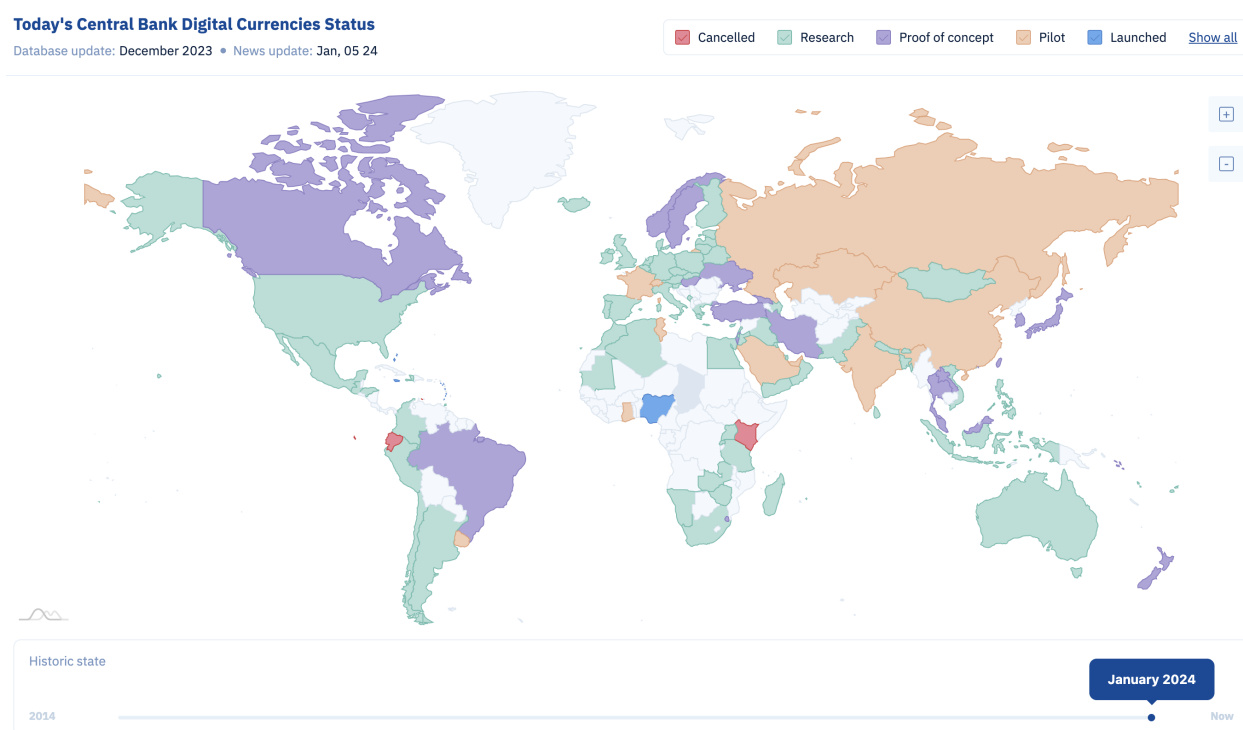 Today's Central Bank Digital Currencies Status
Database update: December 2023 • News update: Jan, 05 24
Cancelled Research Proof of concept Pilot Launched Show all
+
-
Historic state
January 2024
2014 Now